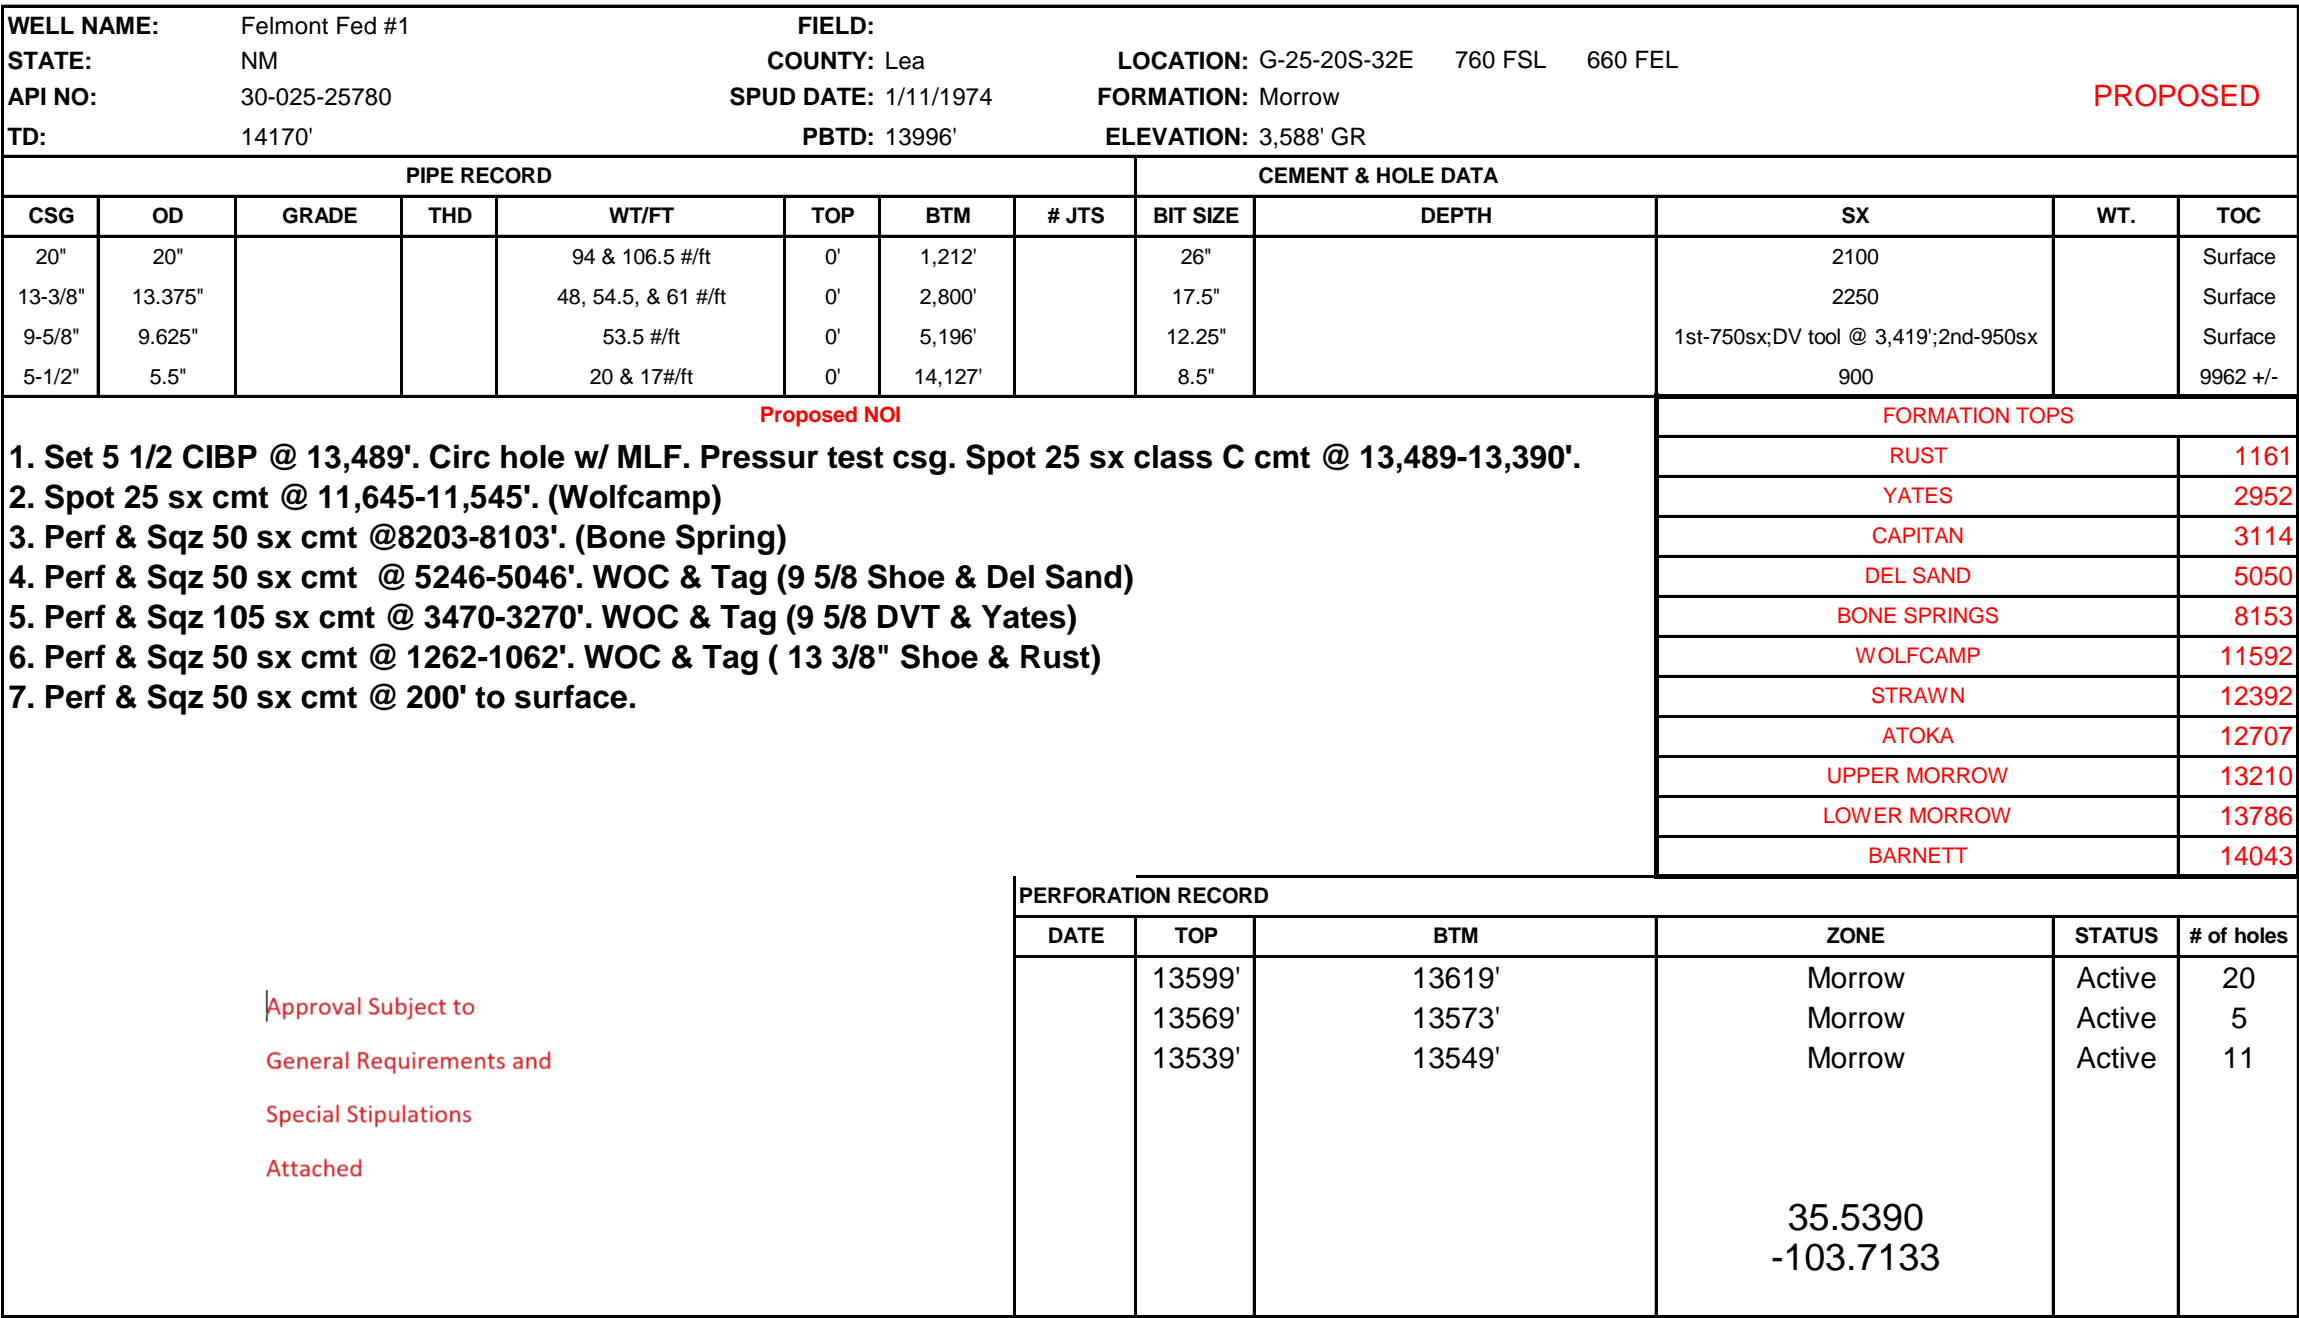 WELL NAME: Felmont Fed #1 FIELD:
STATE: NM COUNTY: Lea LOCATION: G-25-20S-32E 760 FSL 660 FEL
API NO: 30-025-25780 SPUD DATE: 1/11/1974 FORMATION: Morrow PROPOSED
TD: 14170' PBTD: 13996' ELEVATION: 3,588' GR
PIPE RECORD CEMENT & HOLE DATA
CSG OD GRADE THD WT/FT TOP BTM # JTS BIT SIZE DEPTH SX WT. TOC
20" 20" 94 & 106.5 #/ft 0' 1,212' 26" 2100 Surface
13-3/8" 13.375" 48, 54.5, & 61 #/ft 0' 2,800' 17.5" 2250 Surface
9-5/8" 9.625" 53.5 #/ft 0' 5,196' 12.25" 1st-750sx;DV tool @ 3,419';2nd-950sx Surface
5-1/2" 5.5" 20 & 17#/ft 0' 14,127' 8.5" 900 9962 +/-
Proposed NOI
1. Set 5 1/2 CIBP @ 13,489'. Circ hole w/ MLF. Pressur test csg. Spot 25 sx class C cmt @ 13,489-13,390'.
2. Spot 25 sx cmt @ 11,645-11,545'. (Wolfcamp)
3. Perf & Sqz 50 sx cmt @8203-8103'. (Bone Spring)
4. Perf & Sqz 50 sx cmt @ 5246-5046'. WOC & Tag (9 5/8 Shoe & Del Sand)
5. Perf & Sqz 105 sx cmt @ 3470-3270'. WOC & Tag (9 5/8 DVT & Yates)
6. Perf & Sqz 50 sx cmt @ 1262-1062'. WOC & Tag ( 13 3/8" Shoe & Rust)
7. Perf & Sqz 50 sx cmt @ 200' to surface.
FORMATION TOPS
RUST 1161
YATES 2952
CAPITAN 3114
DEL SAND 5050
BONE SPRINGS 8153
WOLFCAMP 11592
STRAWN 12392
ATOKA 12707
UPPER MORROW 13210
LOWER MORROW 13786
BARNETT 14043
PERFORATION RECORD
DATE TOP BTM ZONE STATUS # of holes
13599' 13619' Morrow Active 20
13569' 13573' Morrow Active 5
13539' 13549' Morrow Active 11
35.5390
-103.7133
Approval Subject to
General Requirements and
Special Stipulations
Attached